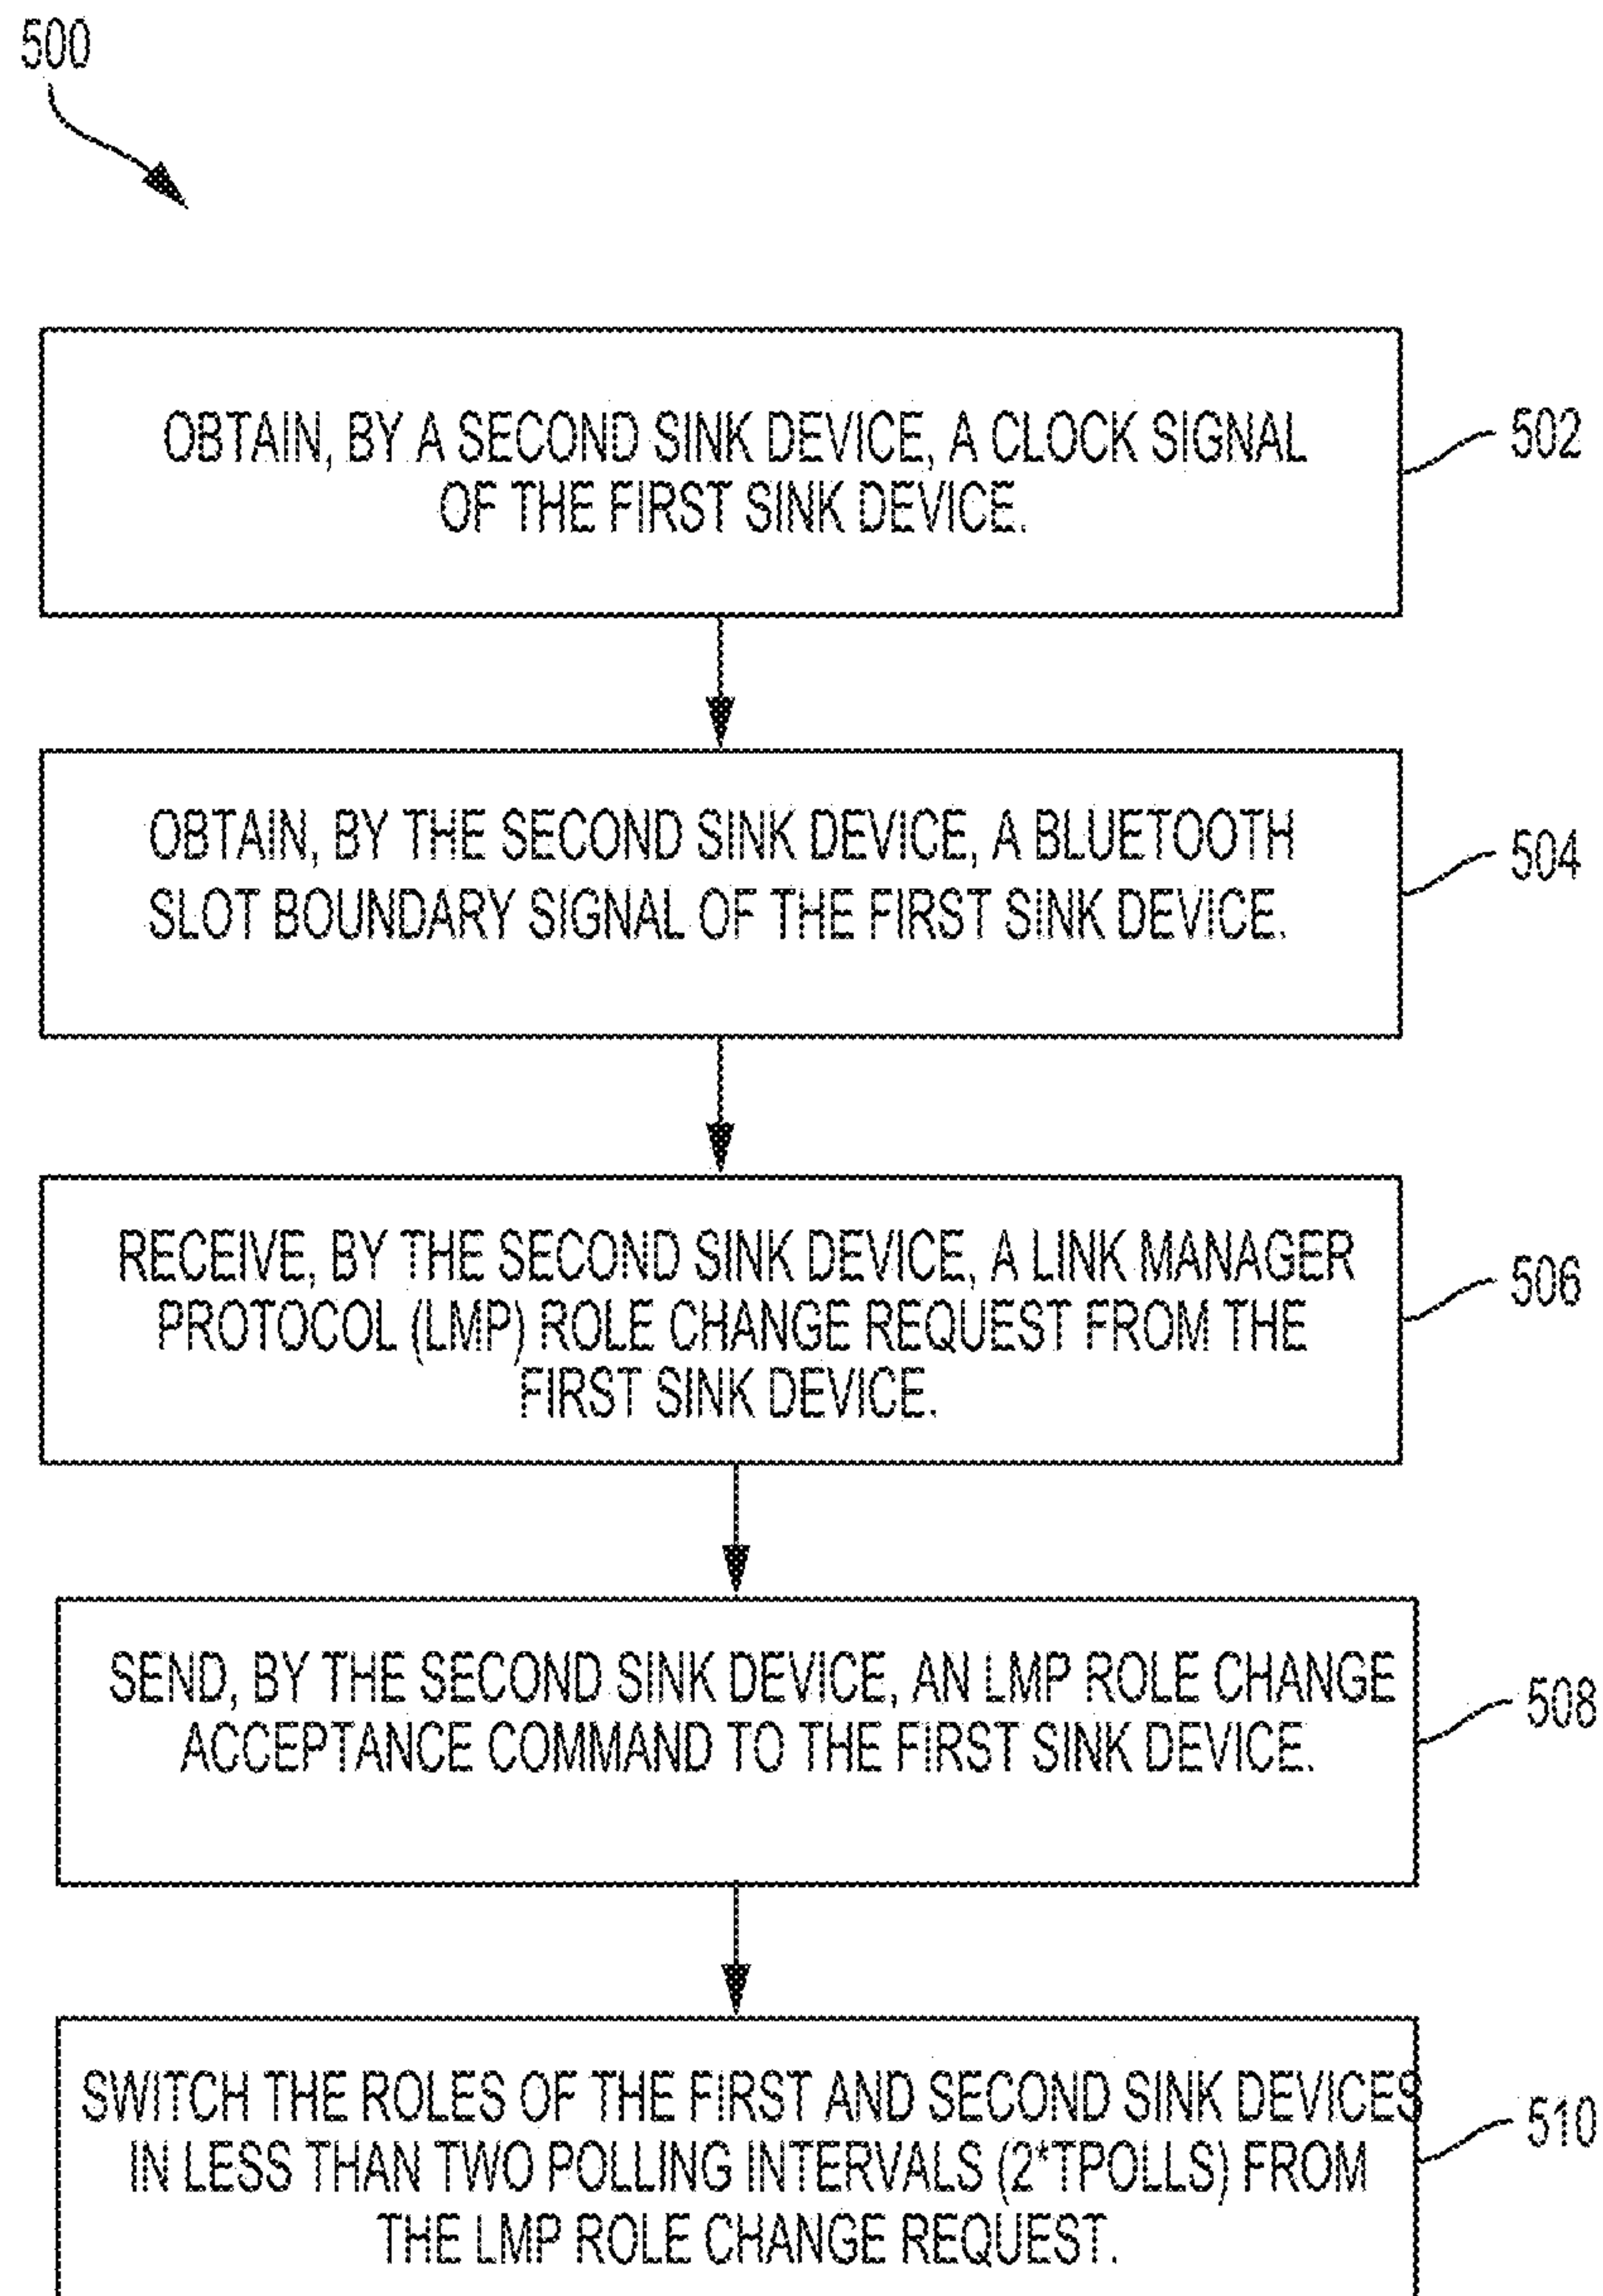 500
OBTAIN, BY A SECOND SINK DEVICE, A CLOCK SIGNAL
OF THE FIRST SINK DEVICE.
502
OBTAIN, BY THE SECOND SINK DEVICE, A BLUETOOTH
SLOT BOUNDARY SIGNAL OF THE FIRST SINK DEVICE.
504
RECEIVE, BY THE SECOND SINK DEVICE, A LINK MANAGER
PROTOCOL (LMP) ROLE CHANGE REQUEST FROM THE
FIRST SINK DEVICE.
506
SEND, BY THE SECOND SINK DEVICE, AN LMP ROLE CHANGE
ACCEPTANCE COMMAND TO THE FIRST SINK DEVICE.
508
SWITCH THE ROLES OF THE FIRST AND SECOND SINK DEVICES
IN LESS THAN TWO POLLING INTERVALS (2*TPOLLS) FROM
THE LMP ROLE CHANGE REQUEST.
510